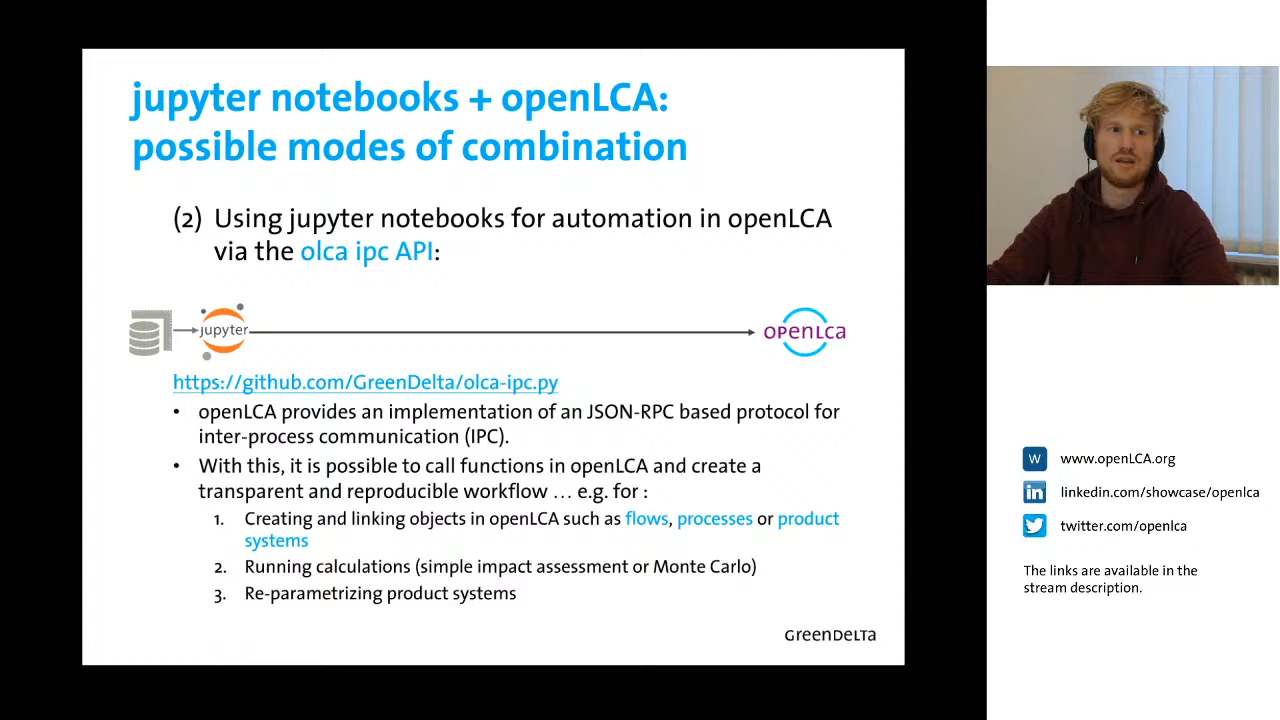 jupyter notebooks + openLCA:
possible modes of combination
(2) Using jupyter notebooks for automation in openLCA
via the olca ipc API:
jupyter
openLca
https://github.com/GreenDelta/olca-ipc.py
• openLCA provides an implementation of an JSON-RPC based protocol for
inter-process communication (IPC).
• With this, it is possible to call functions in openLCA and create a
transparent and reproducible workflow … e.g. for :
1. Creating and linking objects in openLCA such as flows, processes or product
systems
2. Running calculations (simple impact assessment or Monte Carlo)
3. Re-parametrizing product systems
GreenDelta
W www.openLCA.org
in linkedin.com/showcase/openlca
twitter.com/openlca
The links are available in the
stream description.